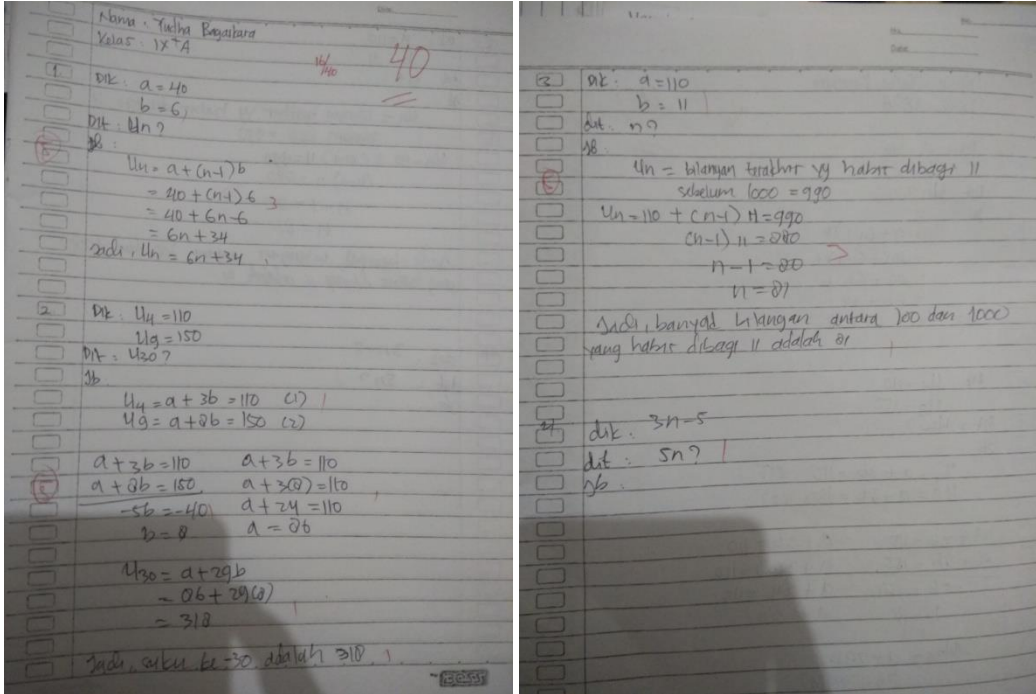 Nama : Yudha Bagaskara
Kelas : IX+A
40
1. Dik : a = 40
b = 6
Dit : Un ?
Jb :
5
Un = a + (n-1) b
= 40 + (n-1) 6 3
= 40 + 6n - 6
= 6n + 34
Jadi, Un = 6n + 34
2. Dik : U4 = 110
U9 = 150
Dit : U30 ?
Jb
U4 = a + 3b = 110 (1)
U9 = a + 8b = 150 (2)
a + 3b = 110 a + 3b = 110
a + 8b = 150 a + 3(8) = 110
-5b = -40 a + 24 = 110
b = 8 a = 86
U30 = a + 29b
= 86 + 29(8)
= 318
Jadi, suku ke-30 adalah 318
3 Dik : a = 110
b = 11
dit : n ?
Jb
Un = bilangan terakhir yg habis dibagi 11
sebelum 1000 = 990
Un = 110 + (n-1) 11 = 990
(n-1) 11 = 880
n - 1 = 80
n = 81
Jadi, banyak bilangan antara 100 dan 1000
yang habis dibagi 11 adalah 81
4 dik : 3n-5
dit : Sn ?
Jb :